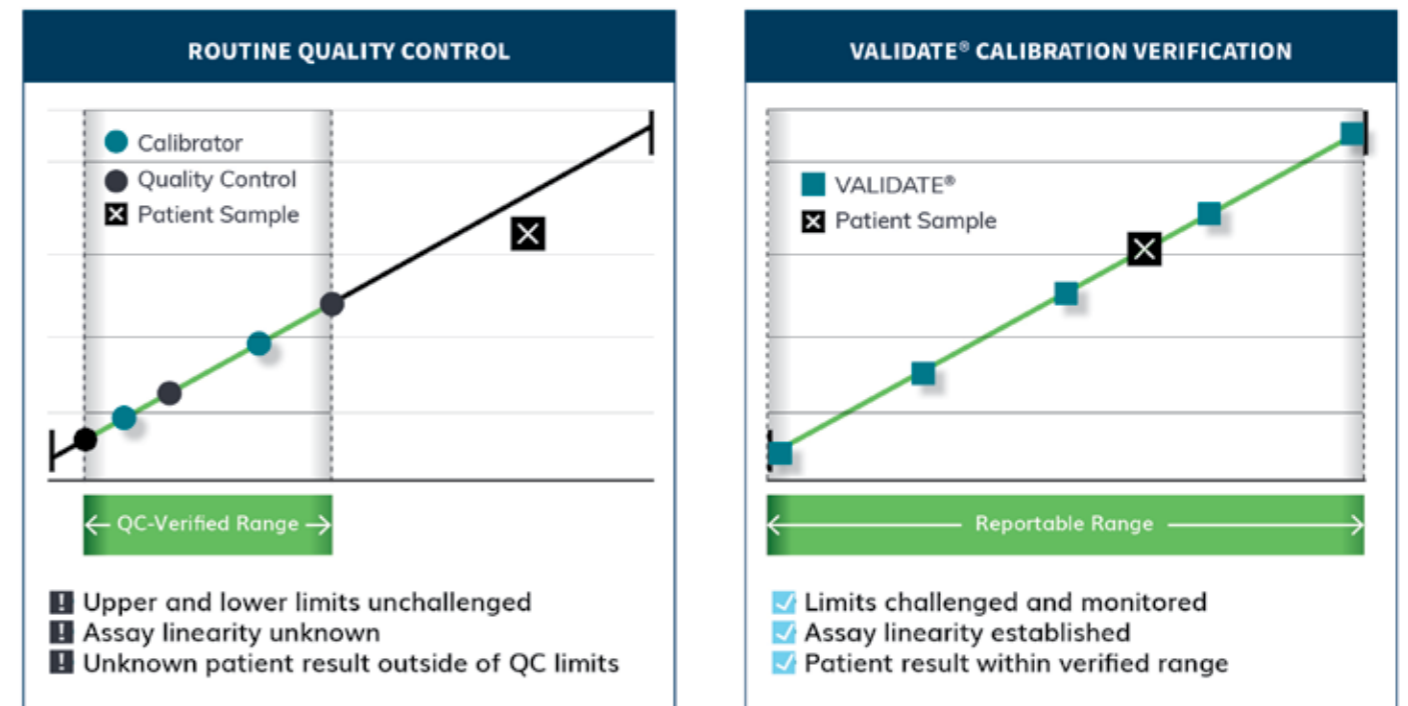 ROUTINE QUALITY CONTROL
Calibrator
Quality Control
Patient Sample
QC-Verified Range
Upper and lower limits unchallenged
Assay linearity unknown
Unknown patient result outside of QC limits
VALIDATE® CALIBRATION VERIFICATION
VALIDATE®
Patient Sample
Reportable Range
Limits challenged and monitored
Assay linearity established
Patient result within verified range